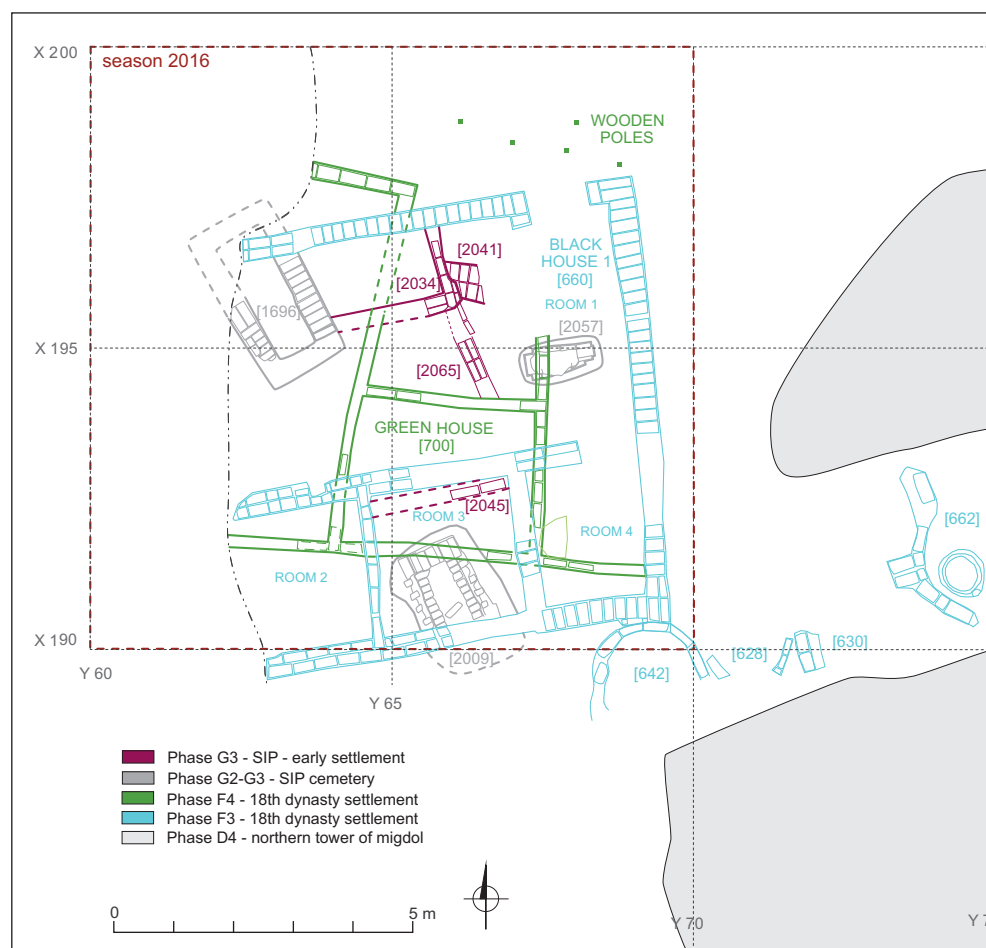 X 200
season 2016
WOODEN
POLES
[2041]
BLACK
HOUSE 1
[660]
[2034]
ROOM 1
[1696]
[2057]
X 195
[2065]
GREEN HOUSE
[700]
[2045]
ROOM 3
[662]
ROOM 4
ROOM 2
X 190
[630]
[628]
[2009]
[642]
Y 60
Y 65
Phase G3 - SIP - early settlement
Phase G2-G3 - SIP cemetery
Phase F4 - 18th dynasty settlement
Phase F3 - 18th dynasty settlement
Phase D4 - northern tower of migdol
0
5 m
Y 70
Y 7